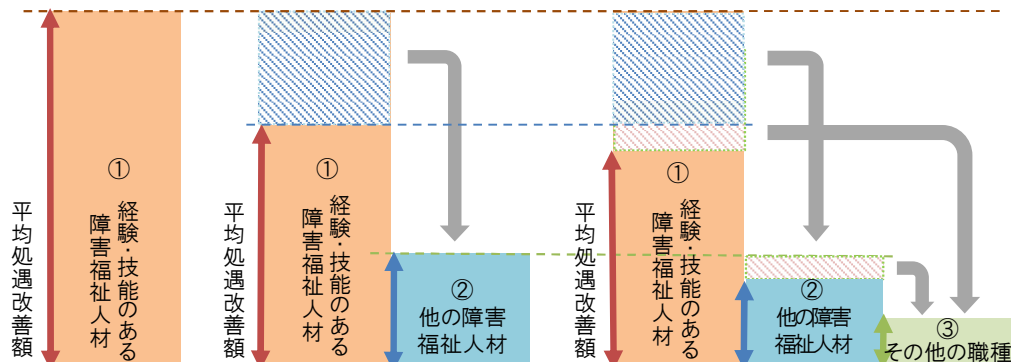 平均処遇改善額
①
経験・技能のある
障害福祉人材
平均処遇改善額
①
経験・技能のある
障害福祉人材
②
他の障害
福祉人材
平均処遇改善額
①
経験・技能のある
障害福祉人材
②
他の障害
福祉人材
③
その他の職種